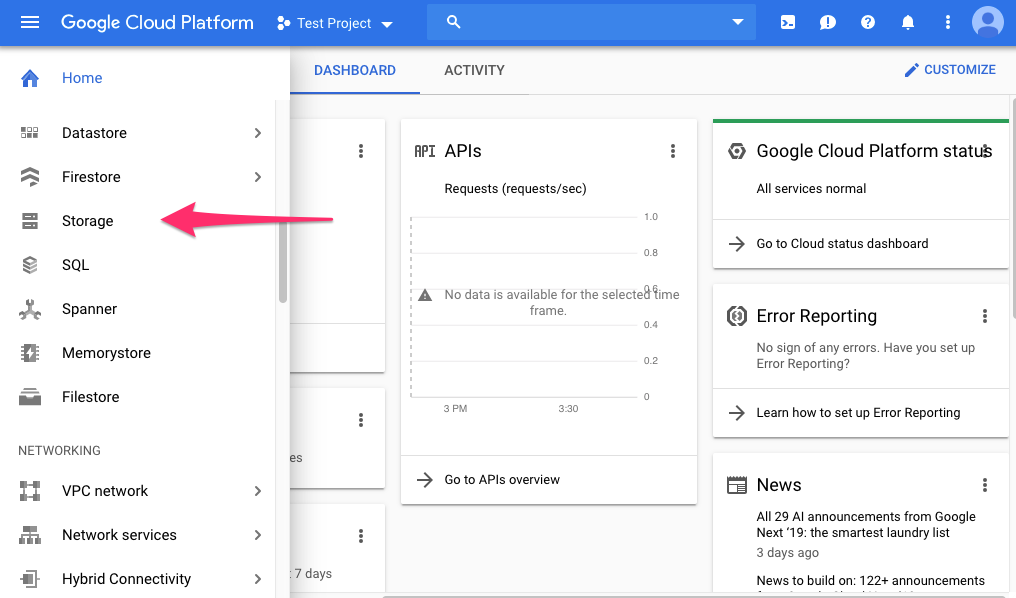 Google Cloud Platform
Test Project
Home
Datastore
Firestore
Storage
SQL
Spanner
Memorystore
Filestore
NETWORKING
VPC network
Network services
Hybrid Connectivity
DASHBOARD
ACTIVITY
CUSTOMIZE
es
: 7 days
API APIs
Requests (requests/sec)
1.0
0.8
0.6
0.4
0.2
0
No data is available for the selected time
frame.
3 PM
3:30
Go to APIs overview
Google Cloud Platform status
All services normal
Go to Cloud status dashboard
Error Reporting
No sign of any errors. Have you set up
Error Reporting?
Learn how to set up Error Reporting
News
All 29 AI announcements from Google
Next ‘19: the smartest laundry list
3 days ago
News to build on: 122+ announcements